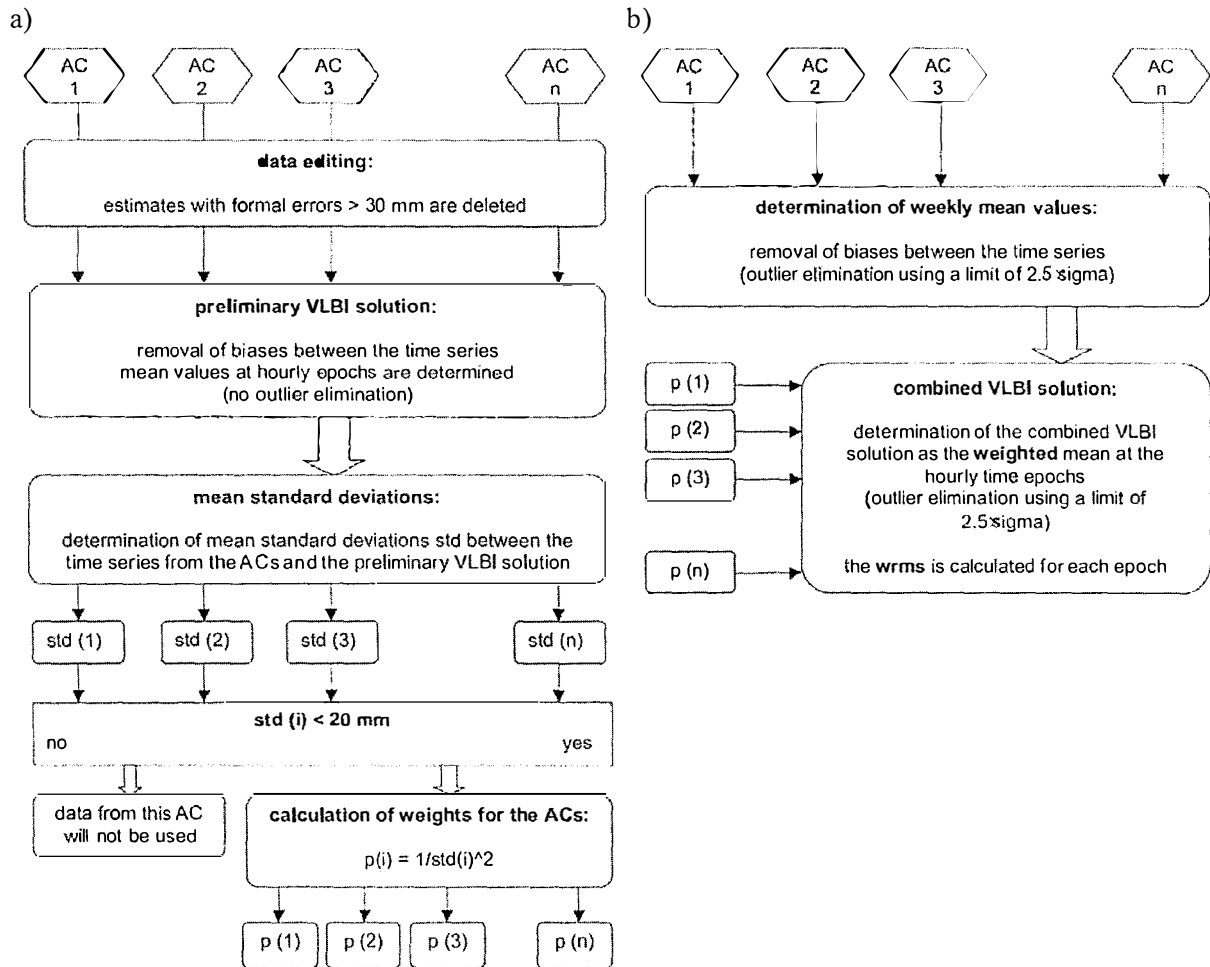 a)
AC
1
AC
2
AC
3
AC
n
data editing:
estimates with formal errors > 30 mm are deleted
preliminary VLBI solution:
removal of biases between the time series
mean values at hourly epochs are determined
(no outlier elimination)
mean standard deviations:
determination of mean standard deviations std between the
time series from the ACs and the preliminary VLBI solution
std (1)
std (2)
std (3)
std (n)
std (i) < 20 mm
no
yes
data from this AC
will not be used
calculation of weights for the ACs:
p(i) = 1/std(i)^2
p (1)
p (2)
p (3)
p (n)
b)
AC
1
AC
2
AC
3
AC
n
determination of weekly mean values:
removal of biases between the time series
(outlier elimination using a limit of 2.5*sigma)
p (1)
p (2)
p (3)
p (n)
combined VLBI solution:
determination of the combined VLBI
solution as the weighted mean at the
hourly time epochs
(outlier elimination using a limit of
2.5*sigma)
the wrms is calculated for each epoch